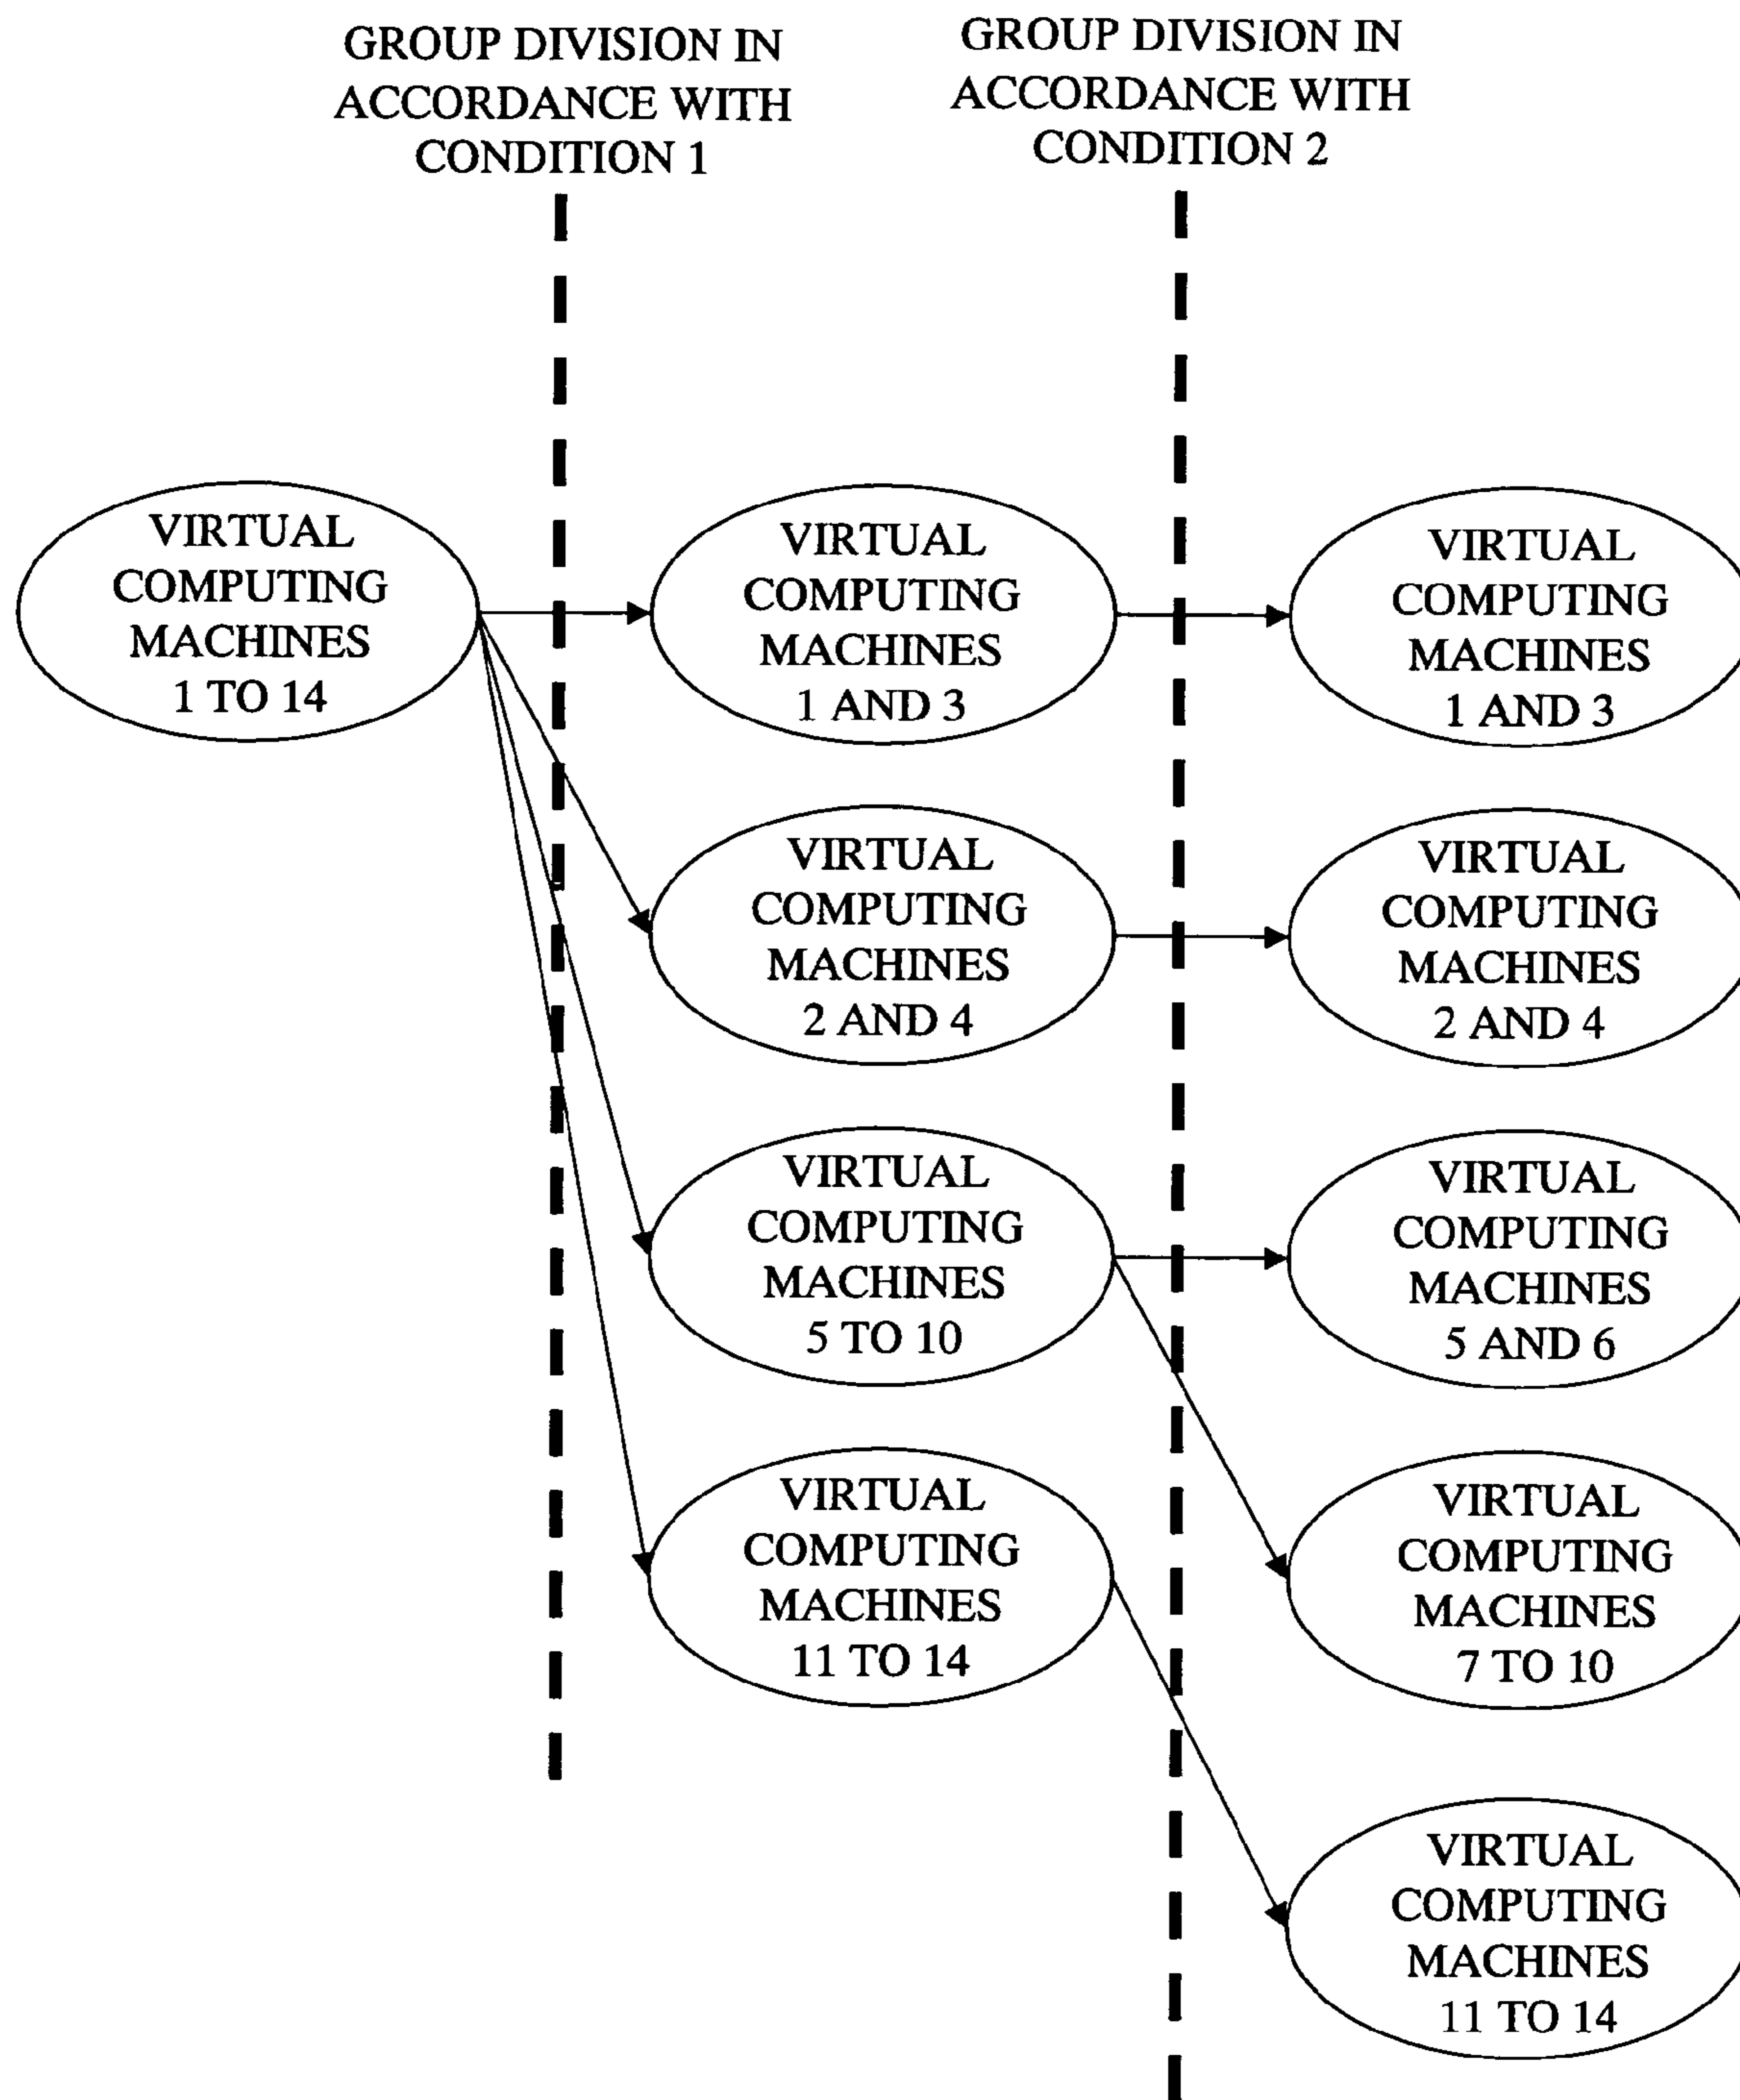 GROUP DIVISION IN
ACCORDANCE WITH
CONDITION 1
GROUP DIVISION IN
ACCORDANCE WITH
CONDITION 2
VIRTUAL
COMPUTING
MACHINES
1 TO 14
VIRTUAL
COMPUTING
MACHINES
1 AND 3
VIRTUAL
COMPUTING
MACHINES
1 AND 3
VIRTUAL
COMPUTING
MACHINES
2 AND 4
VIRTUAL
COMPUTING
MACHINES
2 AND 4
VIRTUAL
COMPUTING
MACHINES
5 TO 10
VIRTUAL
COMPUTING
MACHINES
5 AND 6
VIRTUAL
COMPUTING
MACHINES
11 TO 14
VIRTUAL
COMPUTING
MACHINES
7 TO 10
VIRTUAL
COMPUTING
MACHINES
11 TO 14